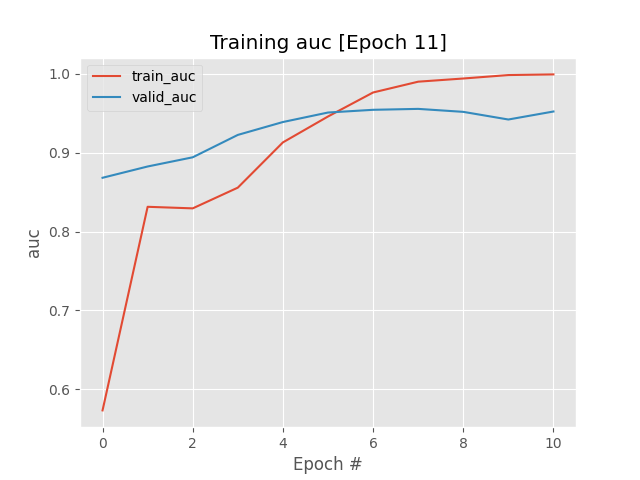 Training auc [Epoch 11]
train_auc
valid_auc
1.0
0.9
0.8
0.7
0.6
auc
0 2 4 6 8 10
Epoch #